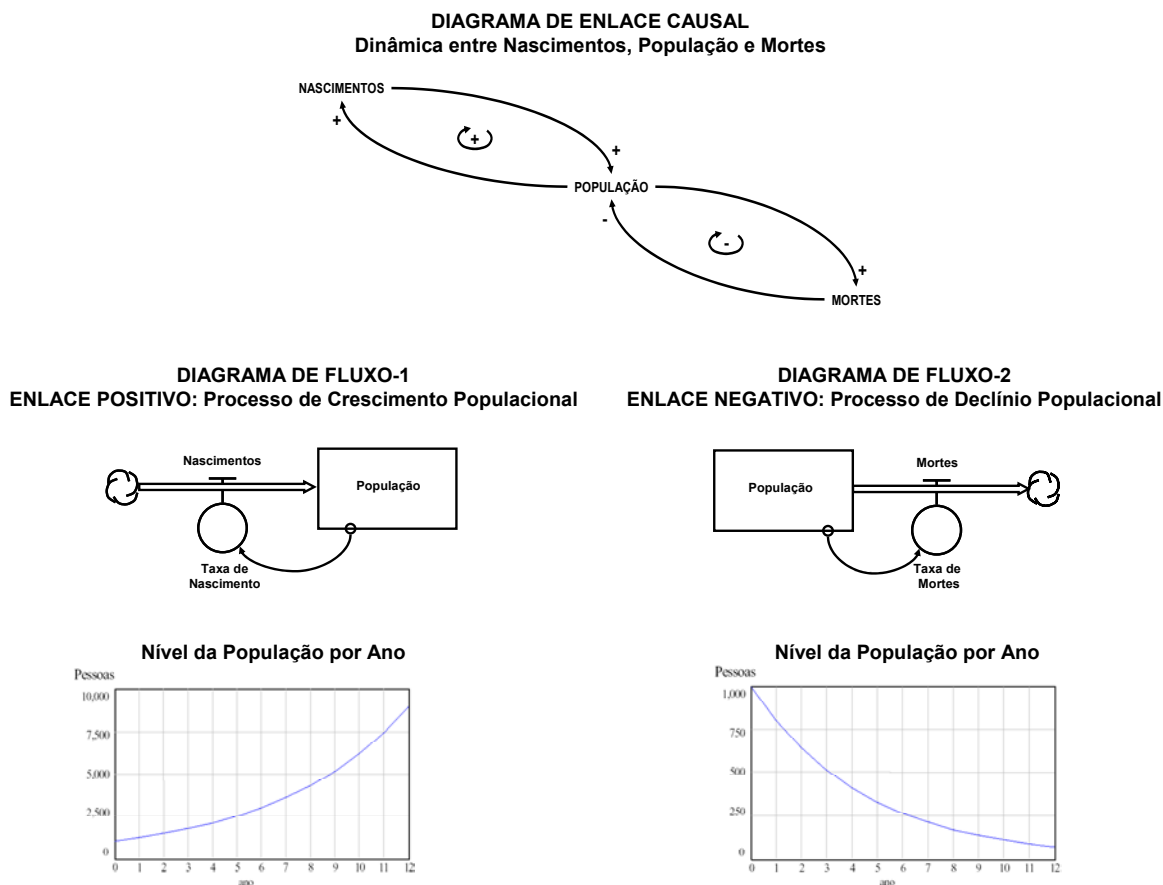 DIAGRAMA DE ENLACE CAUSAL
Dinâmica entre Nascimentos, População e Mortes
NASCIMENTOS
+
+
+
POPULAÇÃO
-
-
+
MORTES
DIAGRAMA DE FLUXO-1
ENLACE POSITIVO: Processo de Crescimento Populacional
Nascimentos
População
Taxa de
Nascimento
Nível da População por Ano
Pessoas
10,000
7,500
5,000
2,500
0
0 1 2 3 4 5 6 7 8 9 10 11 12
ano
DIAGRAMA DE FLUXO-2
ENLACE NEGATIVO: Processo de Declínio Populacional
População
Mortes
Taxa de
Mortes
Nível da População por Ano
Pessoas
1,000
750
500
250
0
0 1 2 3 4 5 6 7 8 9 10 11 12
ano